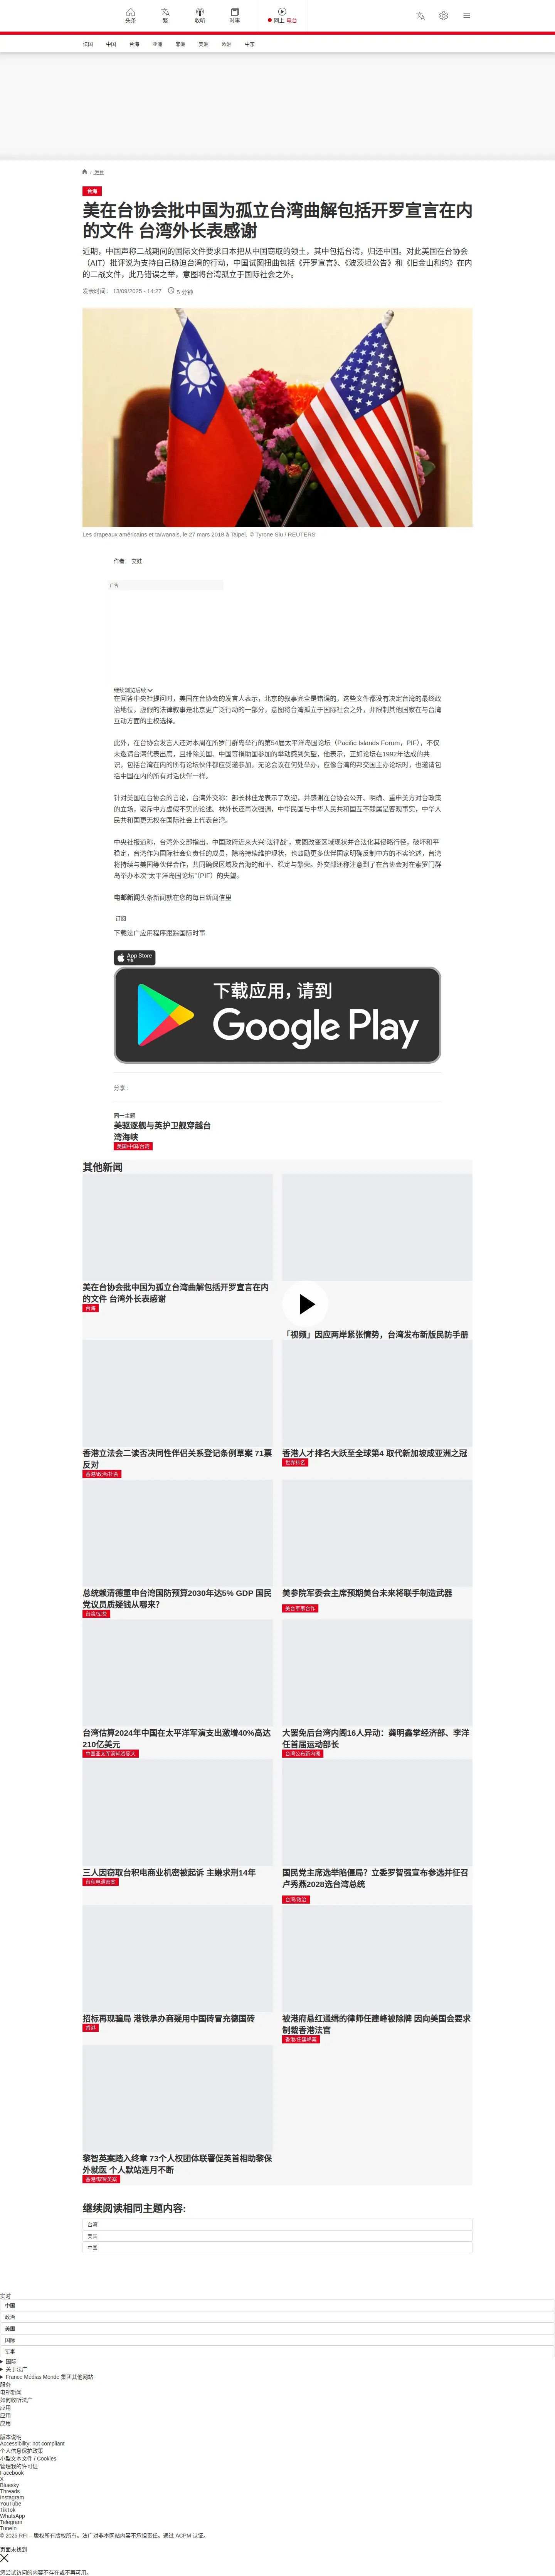 头条
繁
收听
时事
网上 电台
法国
中国
台海
亚洲
非洲
美洲
欧洲
中东
台海
美在台协会批中国为孤立台湾曲解包括开罗宣言在内
的文件 台湾外长表感谢
近期，中国声称二战期间的国际文件要求日本把从中国窃取的领土，其中包括台湾，归还中国。对此美国在台协会
（AIT）批评说为支持自己胁迫台湾的行动，中国试图扭曲包括《开罗宣言》、《波茨坦公告》和《旧金山和约》在内
的二战文件，此乃错误之举，意图将台湾孤立于国际社会之外。
发表时间： 13/09/2025 - 14:27
5 分钟
Les drapeaux américains et taïwanais, le 27 mars 2018 à Taipei. © Tyrone Siu / REUTERS
作者： 艾娃
广告
继续浏览后续
在回答中央社提问时，美国在台协会的发言人表示，北京的叙事完全是错误的，这些文件都没有决定台湾的最终政
治地位，虚假的法律叙事是北京更广泛行动的一部分，意图将台湾孤立于国际社会之外，并限制其他国家在与台湾
互动方面的主权选择。
此外，在台协会发言人还对本周在所罗门群岛举行的第54届太平洋岛国论坛（Pacific Islands Forum，PIF），不仅
未邀请台湾代表出席，且排除美国、中国等捐助国参加的举动感到失望，他表示，正如论坛在1992年达成的共
识，包括台湾在内的所有论坛伙伴都应受邀参加，无论会议在何处举办，应像台湾的邦交国主办论坛时，也邀请包
括中国在内的所有对话伙伴一样。
针对美国在台协会的言论，台湾外交称：部长林佳龙表示了欢迎，并感谢在台协会公开、明确、重申美方对台政策
的立场，驳斥中方虚假不实的论述。林外长还再次强调，中华民国与中华人民共和国互不隶属是客观事实，中华人
民共和国更无权在国际社会上代表台湾。
中央社报道称，台湾外交部指出，中国政府近来大兴"法律战"，意图改变区域现状并合法化其侵略行径，破坏和平
稳定，台湾作为国际社会负责任的成员，除将持续维护现状，也鼓励更多伙伴国家明确反制中方的不实论述，台湾
将持续与美国等伙伴合作，共同确保区域及台海的和平、稳定与繁荣。外交部还称注意到了在台协会对在索罗门群
岛举办本次"太平洋岛国论坛"（PIF）的失望。
电邮新闻头条新闻就在您的每日新闻信里
订阅
下载法广应用程序跟踪国际时事
App Store
下载
下载应用，请到
Google Play
分享 :
同一主题
美驱逐舰与英护卫舰穿越台
湾海峡
美国/中国/台湾
其他新闻
美在台协会批中国为孤立台湾曲解包括开罗宣言在内
的文件 台湾外长表感谢
台海
「视频」因应两岸紧张情势，台湾发布新版民防手册
香港立法会二读否决同性伴侣关系登记条例草案 71票
反对
香港/政治/社会
香港人才排名大跃至全球第4 取代新加坡成亚洲之冠
世界排名
总统赖清德重申台湾国防预算2030年达5% GDP 国民
党议员质疑钱从哪来？
台湾/军费
美参院军委会主席预期美台未来将联手制造武器
美台军事合作
台湾估算2024年中国在太平洋军演支出激增40%高达
210亿美元
中国亚太军演耗资庞大
大罢免后台湾内阁16人异动：龚明鑫掌经济部、李洋
任首届运动部长
台湾公布新内阁
三人因窃取台积电商业机密被起诉 主嫌求刑14年
台积电泄密案
国民党主席选举陷僵局？立委罗智强宣布参选并征召
卢秀燕2028选台湾总统
台湾/政治
招标再现骗局 港铁承办商疑用中国砖冒充德国砖
香港
被港府悬红通缉的律师任建峰被除牌 因向美国会要求
制裁香港法官
香港/任建峰案
黎智英案踏入终章 73个人权团体联署促英首相助黎保
外就医 个人默站连月不断
香港/黎智英案
继续阅读相同主题内容:
台湾
美国
中国
实时
中国
政治
美国
国际
军事
国际
关于法广
France Médias Monde 集团其他网站
服务
电邮新闻
如何收听法广
应用
应用
应用
版本说明
Accessibility: not compliant
个人信息保护政策
小型文本文件 / Cookies
管理我的许可证
Facebook
X
Bluesky
Threads
Instagram
YouTube
TikTok
WhatsApp
Telegram
TuneIn
© 2025 RFI – 版权所有版权所有。法广对非本网站内容不承担责任。通过 ACPM 认证。
页面未找到
您尝试访问的内容不存在或不再可用。